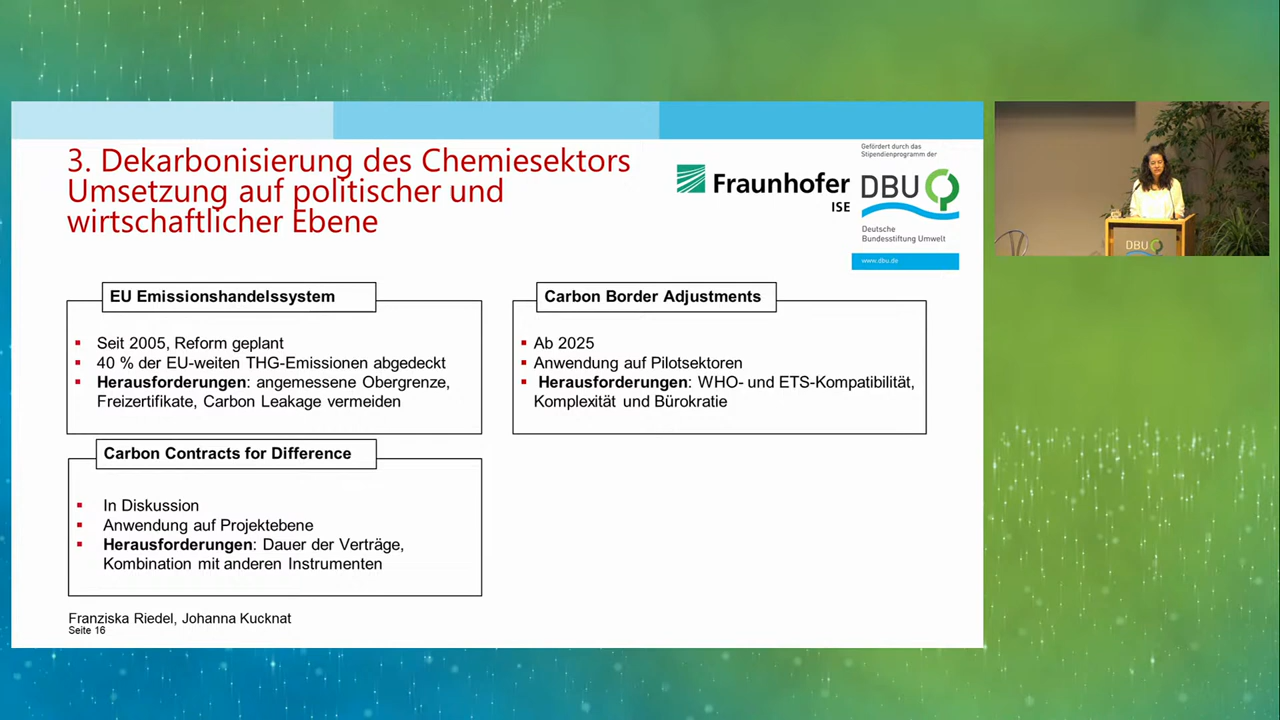 3. Dekarbonisierung des Chemiesektors
Umsetzung auf politischer und
wirtschaftlicher Ebene
Fraunhofer
ISE
Gefördert durch das
Stipendienprogramm der
DBU
Deutsche
Bundesstiftung Umwelt
www.dbu.de
EU Emissionshandelssystem
Seit 2005, Reform geplant
40 % der EU-weiten THG-Emissionen abgedeckt
Herausforderungen: angemessene Obergrenze,
Freizertifikate, Carbon Leakage vermeiden
Carbon Border Adjustments
Ab 2025
Anwendung auf Pilotsektoren
Herausforderungen: WHO- und ETS-Kompatibilität,
Komplexität und Bürokratie
Carbon Contracts for Difference
In Diskussion
Anwendung auf Projektebene
Herausforderungen: Dauer der Verträge,
Kombination mit anderen Instrumenten
Franziska Riedel, Johanna Kucknat
Seite 16
DBU